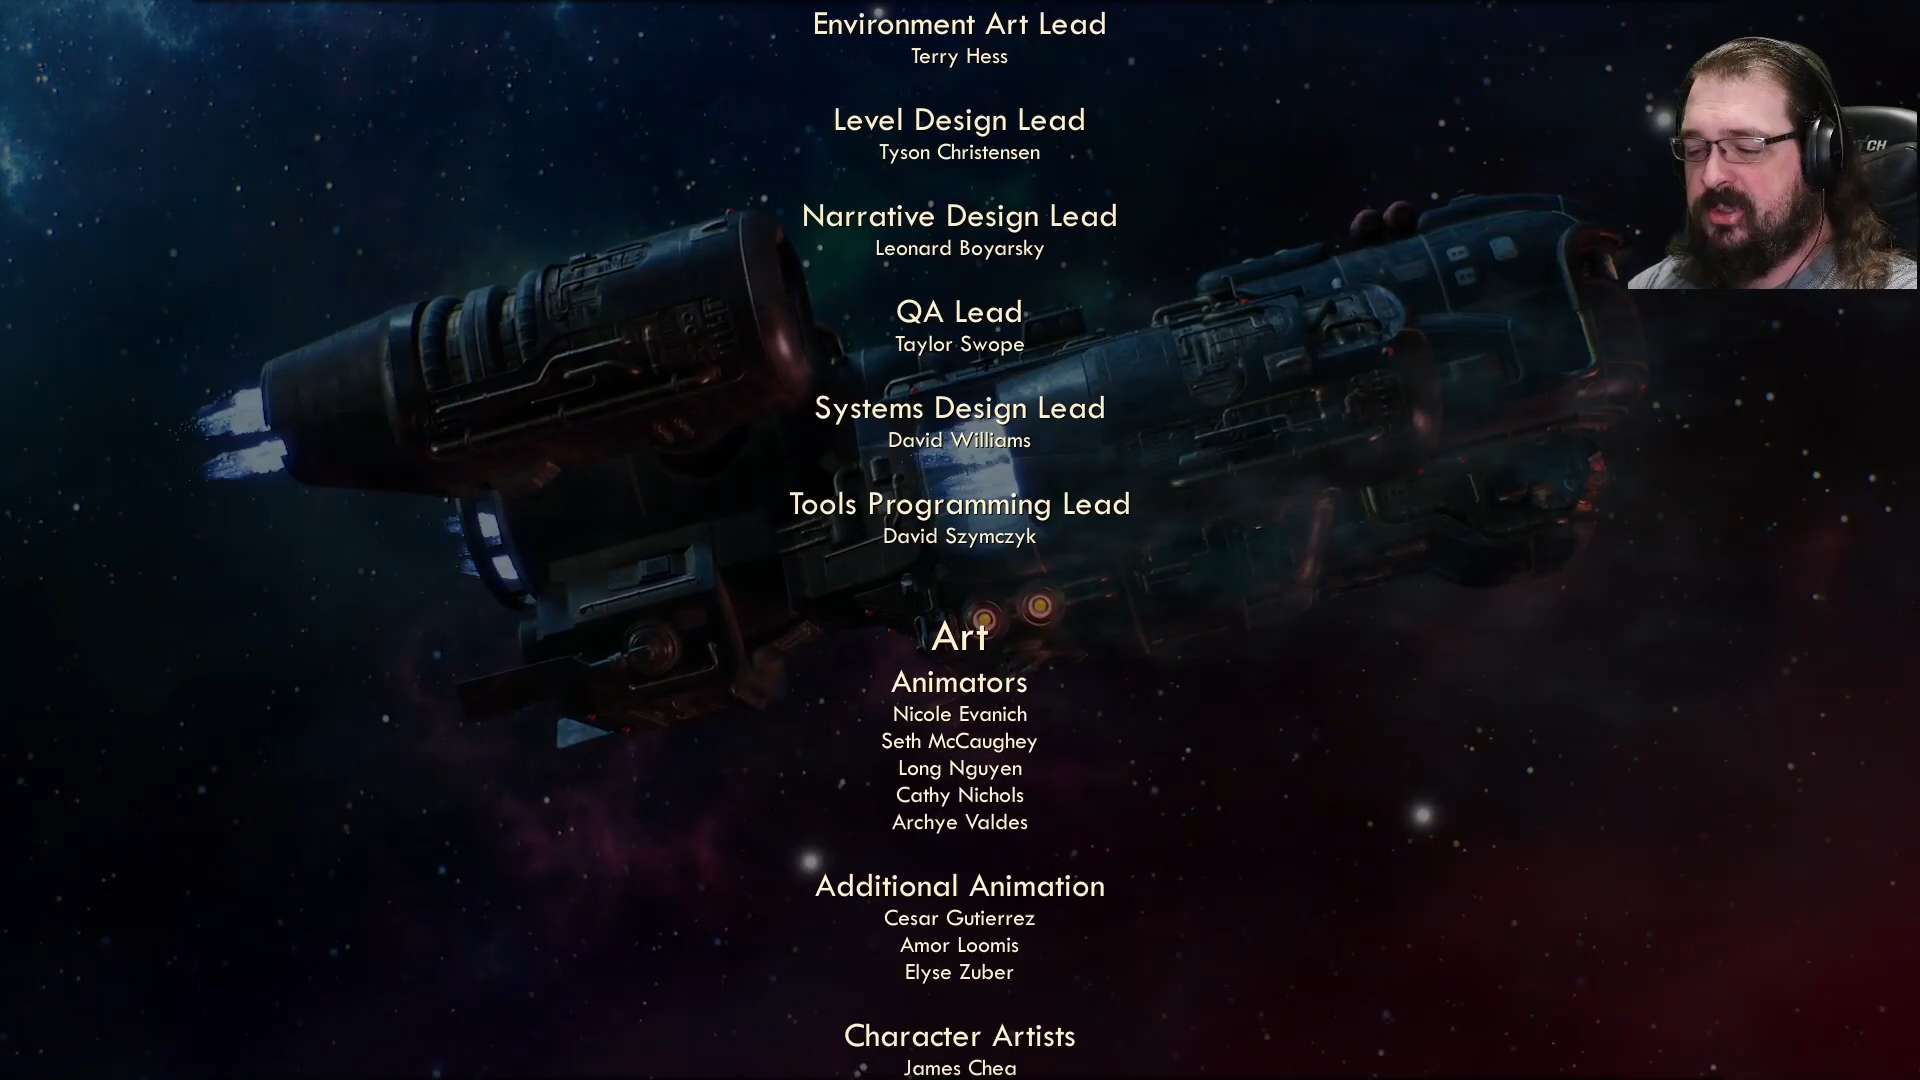 Environment Art Lead
Terry Hess
Level Design Lead
Tyson Christensen
Narrative Design Lead
Leonard Boyarsky
QA Lead
Taylor Swope
Systems Design Lead
David Williams
Tools Programming Lead
David Szymczyk
Art
Animators
Nicole Evanich
Seth McCaughey
Long Nguyen
Cathy Nichols
Archye Valdes
Additional Animation
Cesar Gutierrez
Amor Loomis
Elyse Zuber
Character Artists
James Chea